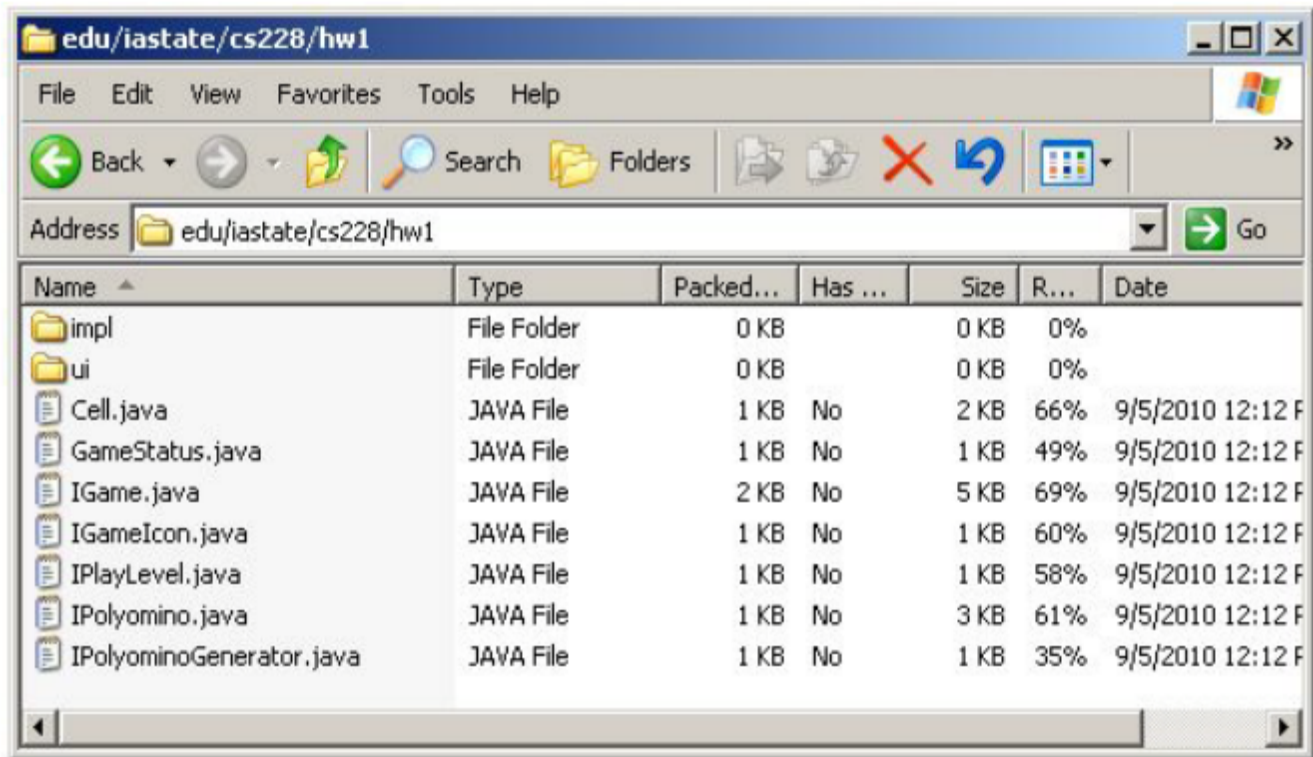 edu/iastate/cs228/hw1
File Edit View Favorites Tools Help
Back Search Folders »
Address edu/iastate/cs228/hw1 Go
Name Type Packed... Has ... Size R... Date
impl File Folder 0 KB 0 KB 0%
ui File Folder 0 KB 0 KB 0%
Cell.java JAVA File 1 KB No 2 KB 66% 9/5/2010 12:12
GameStatus.java JAVA File 1 KB No 1 KB 49% 9/5/2010 12:12
IGame.java JAVA File 2 KB No 5 KB 69% 9/5/2010 12:12
IGameIcon.java JAVA File 1 KB No 1 KB 60% 9/5/2010 12:12
IPlayLevel.java JAVA File 1 KB No 1 KB 58% 9/5/2010 12:12
IPolyomino.java JAVA File 1 KB No 3 KB 61% 9/5/2010 12:12
IPolyominoGenerator.java JAVA File 1 KB No 1 KB 35% 9/5/2010 12:12